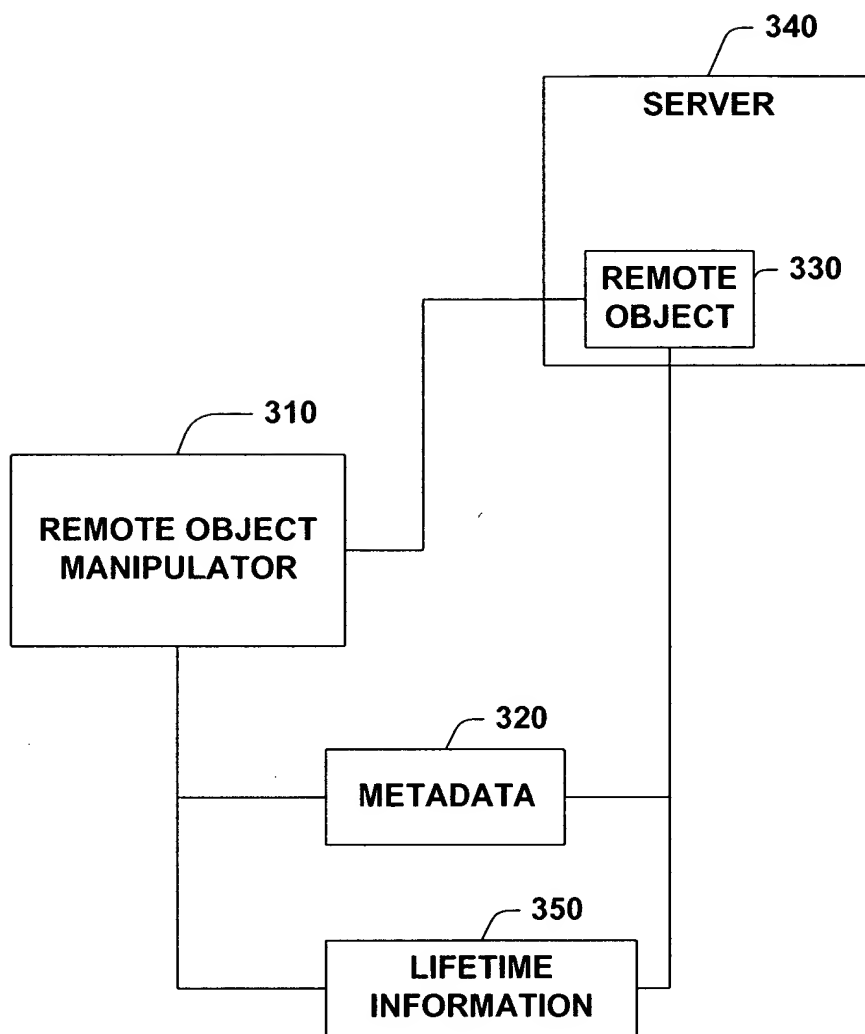 340
SERVER
REMOTE
OBJECT
330
310
REMOTE OBJECT
MANIPULATOR
320
METADATA
350
LIFETIME
INFORMATION